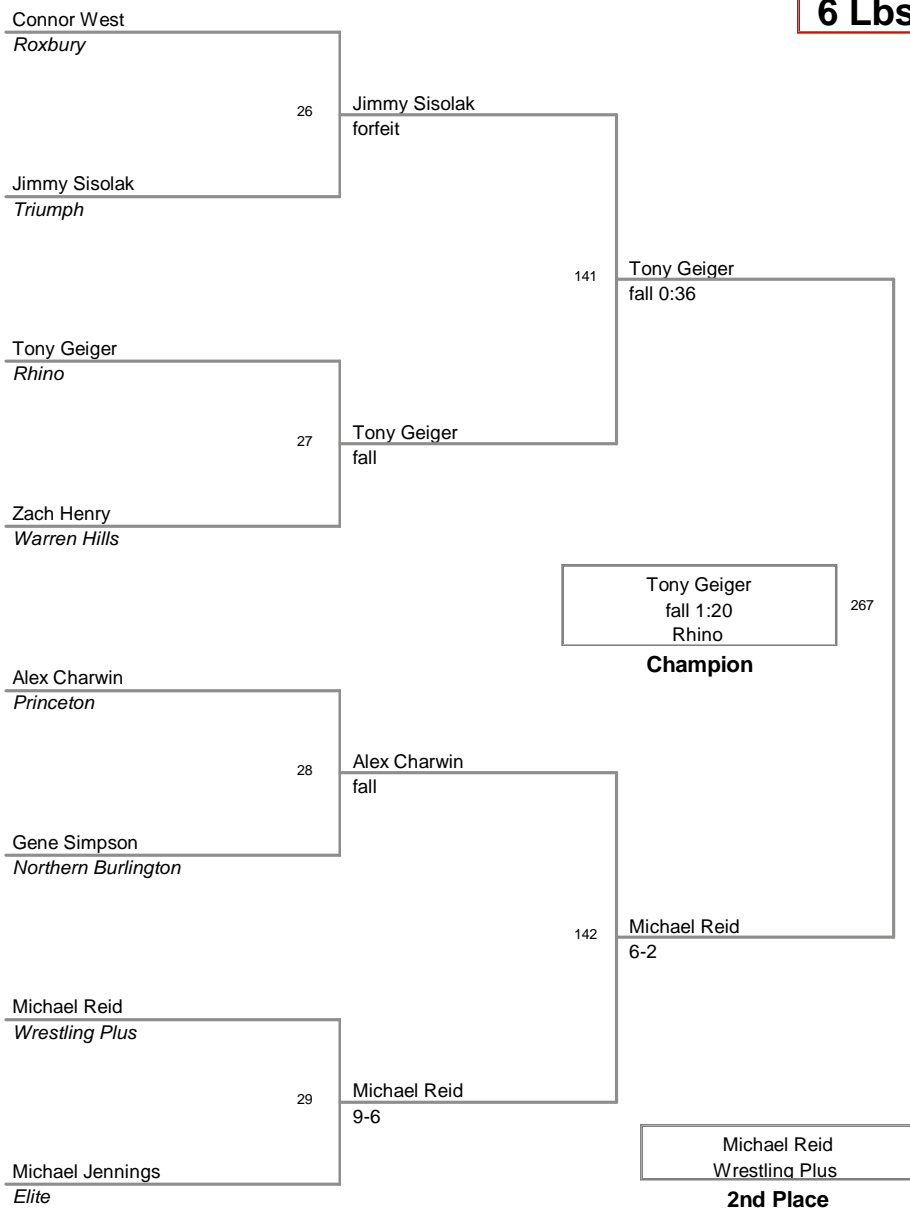 6 Lbs
Connor West
Roxbury
26
Jimmy Sisolak
forfeit
Jimmy Sisolak
Triumph
141
Tony Geiger
fall 0:36
Tony Geiger
Rhino
27
Tony Geiger
fall
Zach Henry
Warren Hills
Tony Geiger
fall 1:20
Rhino
267
Champion
Alex Charwin
Princeton
28
Alex Charwin
fall
Gene Simpson
Northern Burlington
142
Michael Reid
6-2
Michael Reid
Wrestling Plus
29
Michael Reid
9-6
Michael Jennings
Elite
Michael Reid
Wrestling Plus
2nd Place